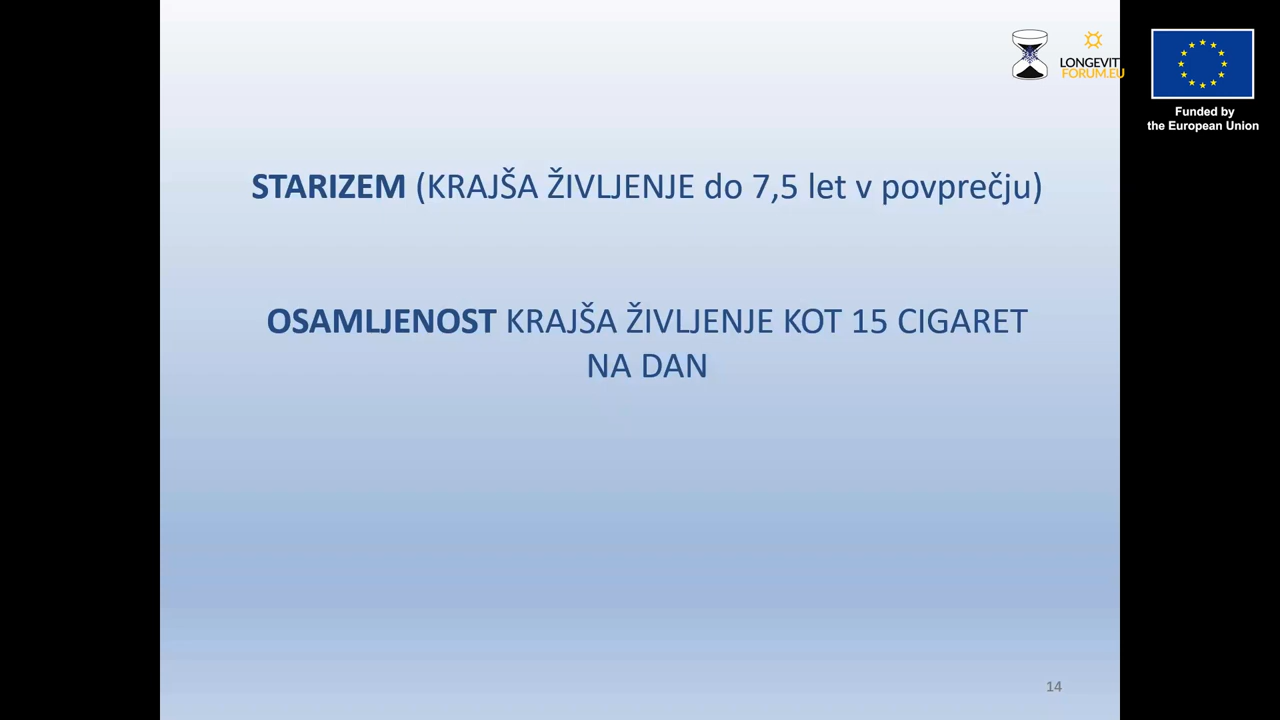 LONGEVIT
FORUM.EU
Funded by
the European Union
STARIZEM (KRAJŠA ŽIVLJENJE do 7,5 let v povprečju)
OSAMLJENOST KRAJŠA ŽIVLJENJE KOT 15 CIGARET
NA DAN
14